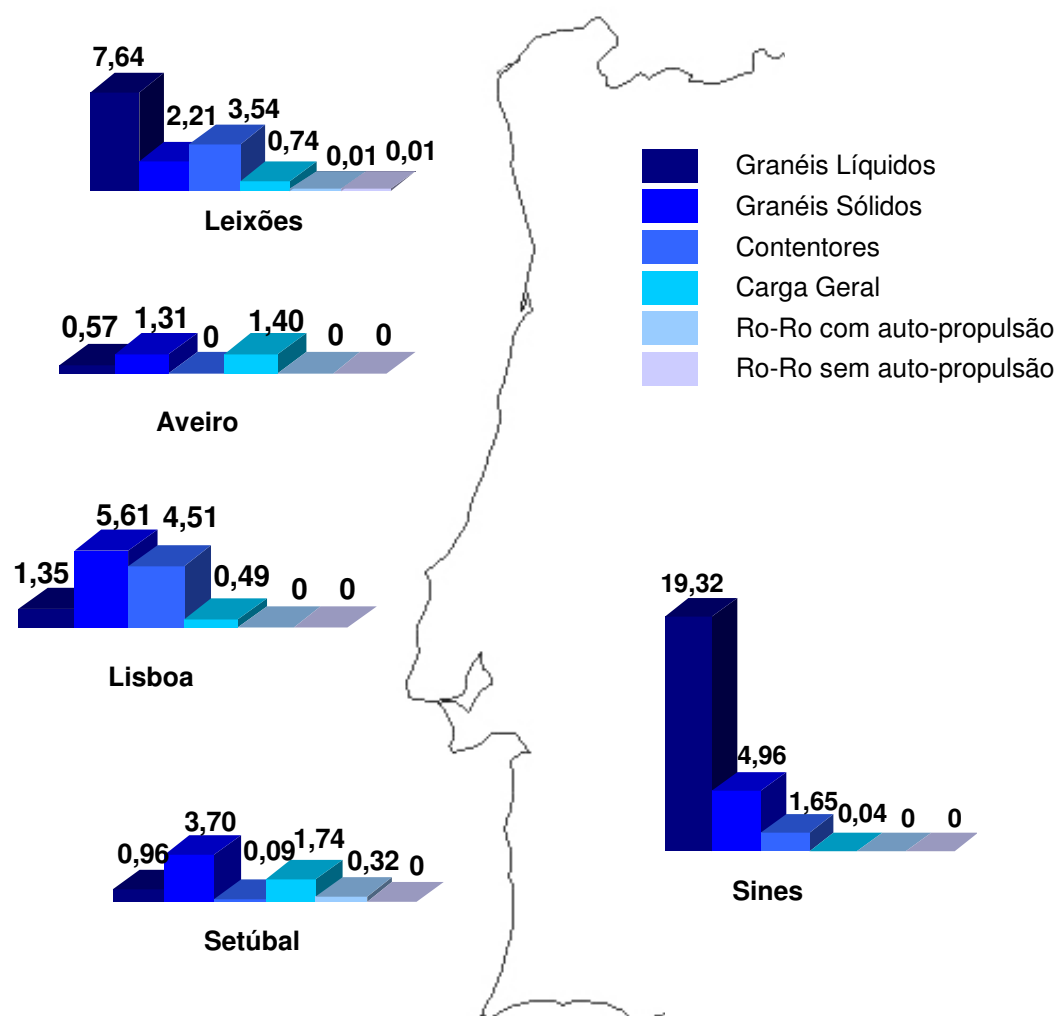 7,64
2,21
3,54
0,74
0,01
0,01
Leixões
Granéis Líquidos
Granéis Sólidos
Contentores
Carga Geral
Ro-Ro com auto-propulsão
Ro-Ro sem auto-propulsão
0,57
1,31
0
1,40
0
0
Aveiro
1,35
5,61
4,51
0,49
0
0
Lisboa
19,32
4,96
1,65
0,04
0
0
Sines
0,96
3,70
0,09
1,74
0,32
0
Setúbal